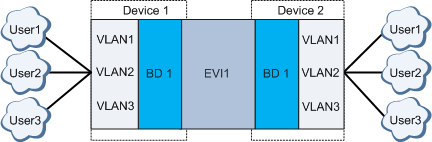 Device 1 Device 2
User1 VLAN1 VLAN1 User1
User2 VLAN2 BD 1 EVI1 BD 1 VLAN2 User2
User3 VLAN3 VLAN3 User3